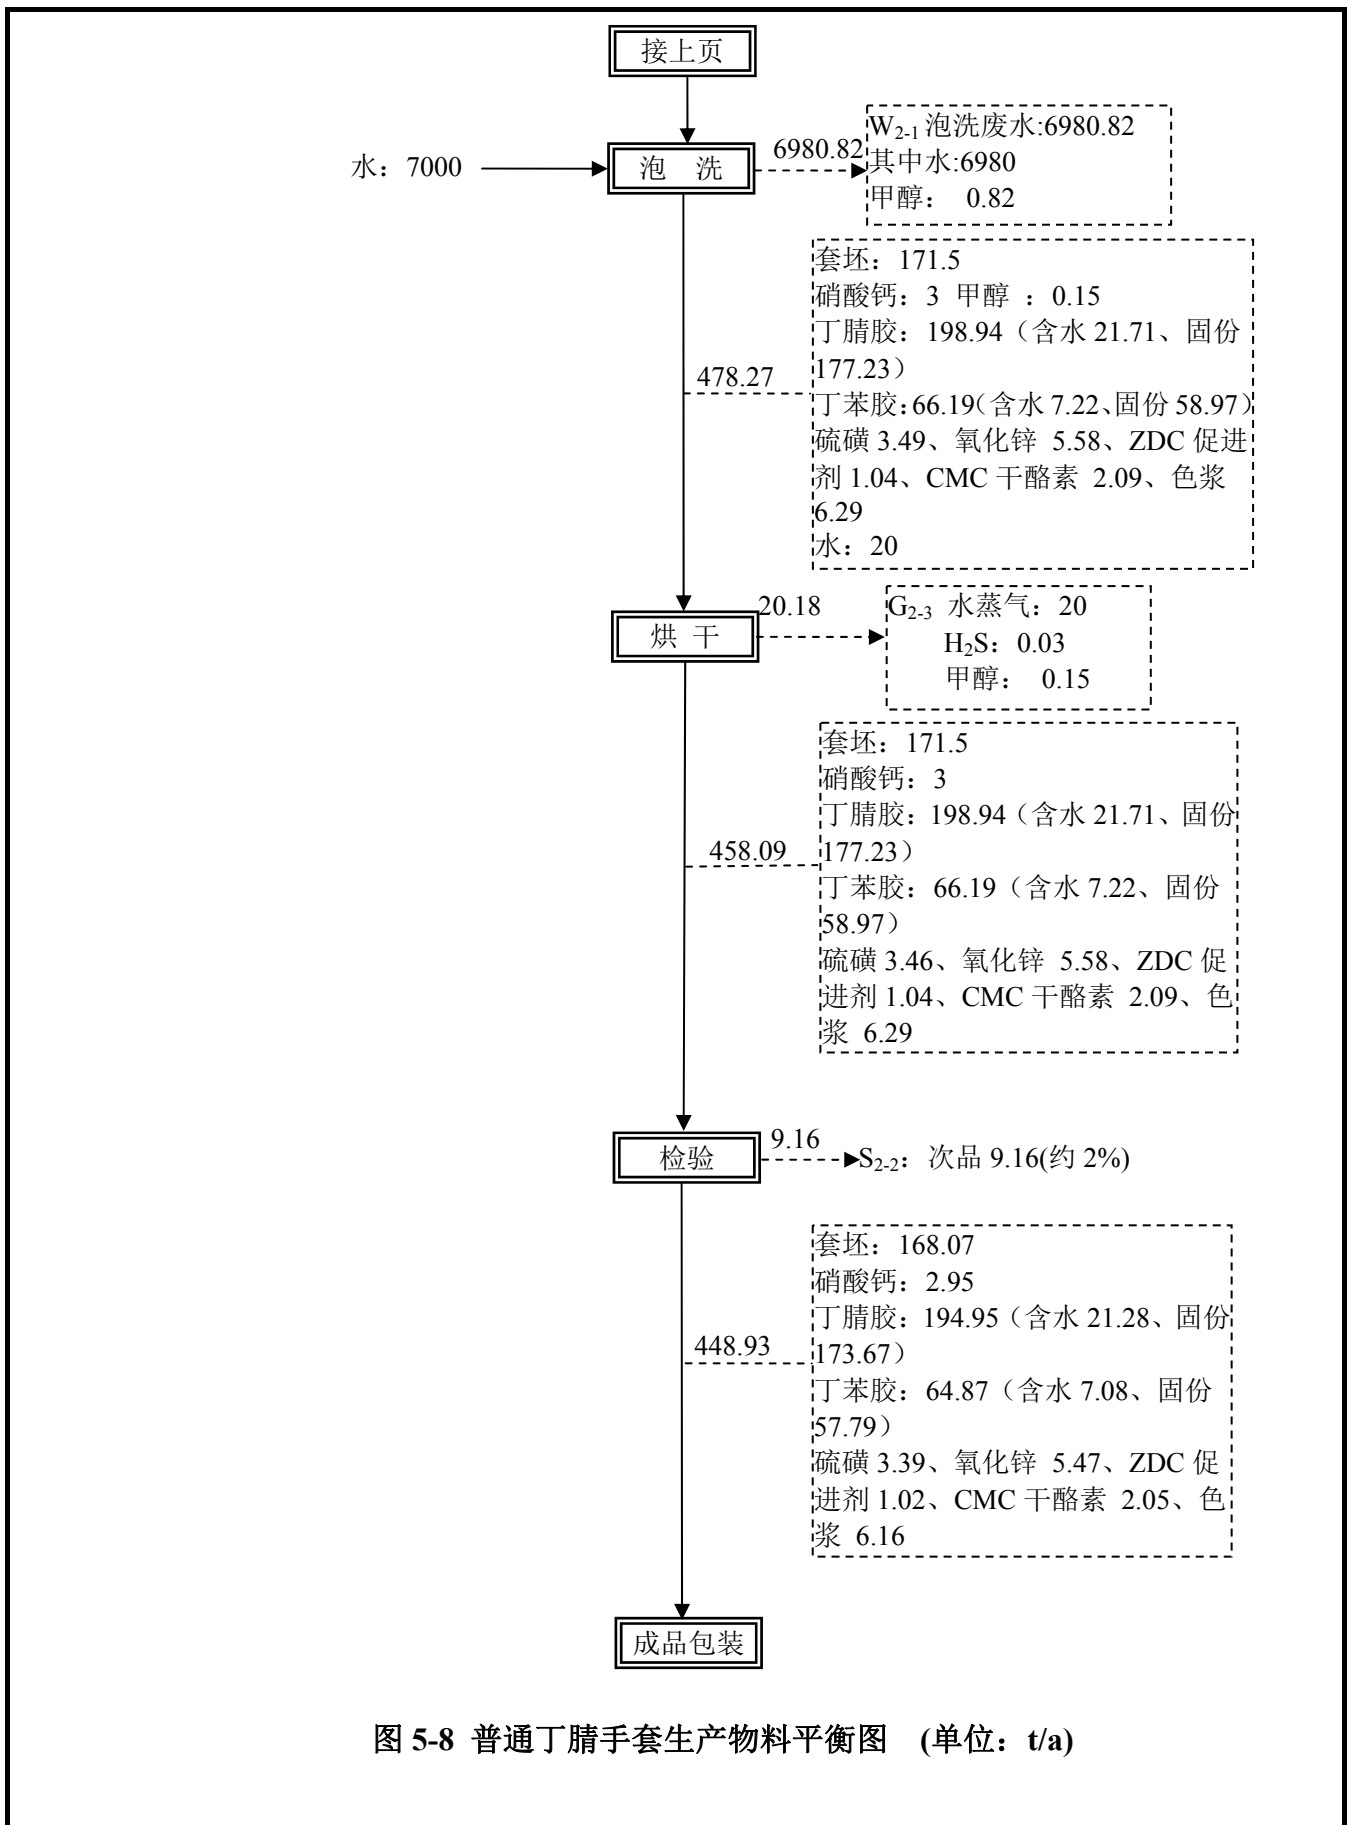 接上页
水：7000
泡 洗
6980.82
W2-1 泡洗废水:6980.82
其中水:6980
甲醇： 0.82
478.27
套坯：171.5
硝酸钙：3 甲醇 ：0.15
丁腈胶：198.94（含水 21.71、固份
177.23）
丁苯胶：66.19（含水 7.22、固份 58.97）
硫磺 3.49、氧化锌 5.58、ZDC 促进
剂 1.04、CMC 干酪素 2.09、色浆
6.29
水：20
烘 干
20.18
G2-3 水蒸气：20
H2S：0.03
甲醇： 0.15
458.09
套坯：171.5
硝酸钙：3
丁腈胶：198.94（含水 21.71、固份
177.23）
丁苯胶：66.19（含水 7.22、固份
58.97）
硫磺 3.46、氧化锌 5.58、ZDC 促
进剂 1.04、CMC 干酪素 2.09、色
浆 6.29
检验
9.16
S2-2：次品 9.16(约 2%)
448.93
套坯：168.07
硝酸钙：2.95
丁腈胶：194.95（含水 21.28、固份
173.67）
丁苯胶：64.87（含水 7.08、固份
57.79）
硫磺 3.39、氧化锌 5.47、ZDC 促
进剂 1.02、CMC 干酪素 2.05、色
浆 6.16
成品包装
图 5-8 普通丁腈手套生产物料平衡图 (单位：t/a)